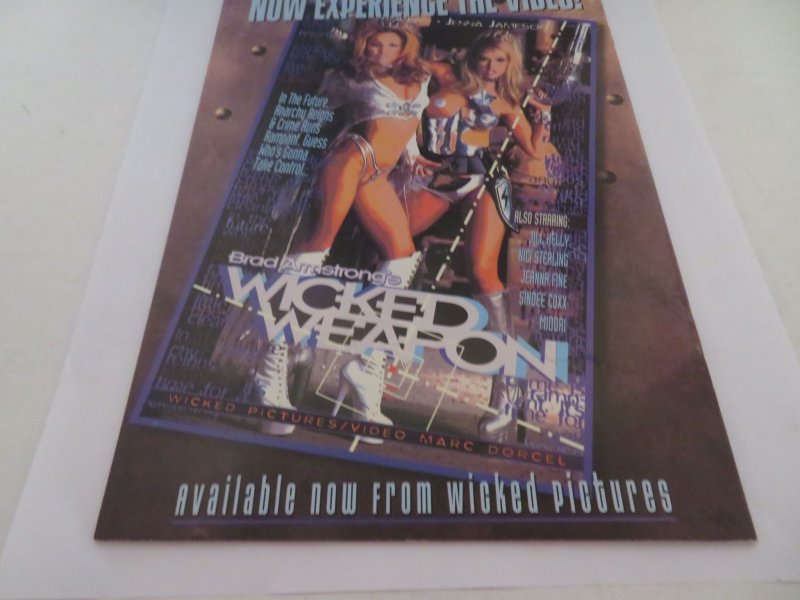 NOW EXPERIENCE THE VIDEO!
JENNA JAMESON
In The Future
Anarchy Reigns
& Crime Runs
Rampant. Guess
Who's Gonna
Take Control...
ALSO STARRING:
JILL KELLY
NICI STERLING
JEANNA FINE
SINDEE COXX
MIDORI
Brad Armstrong's
WICKED
WEAPON
WICKED PICTURES/VIDEO MARC DORCEL
Available now from wicked pictures